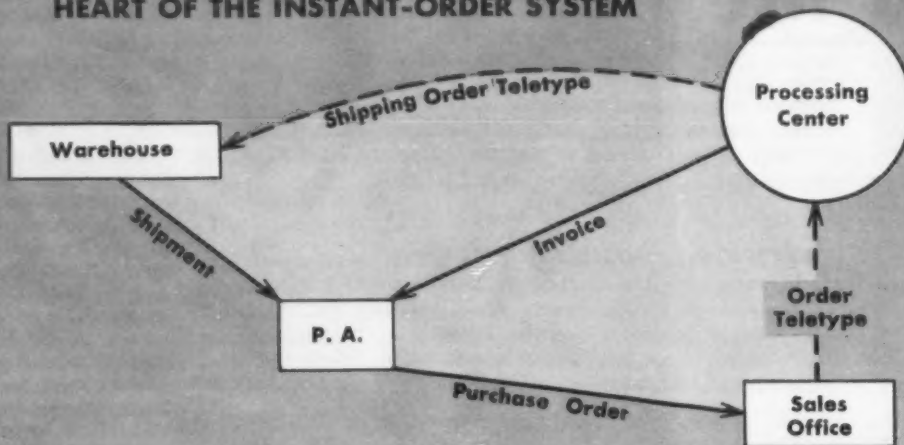 HEART OF THE INSTANT-ORDER SYSTEM
Shipping Order Teletype
Processing
Center
Warehouse
Shipment
Invoice
Order
Teletype
P. A.
Purchase Order
Sales
Office